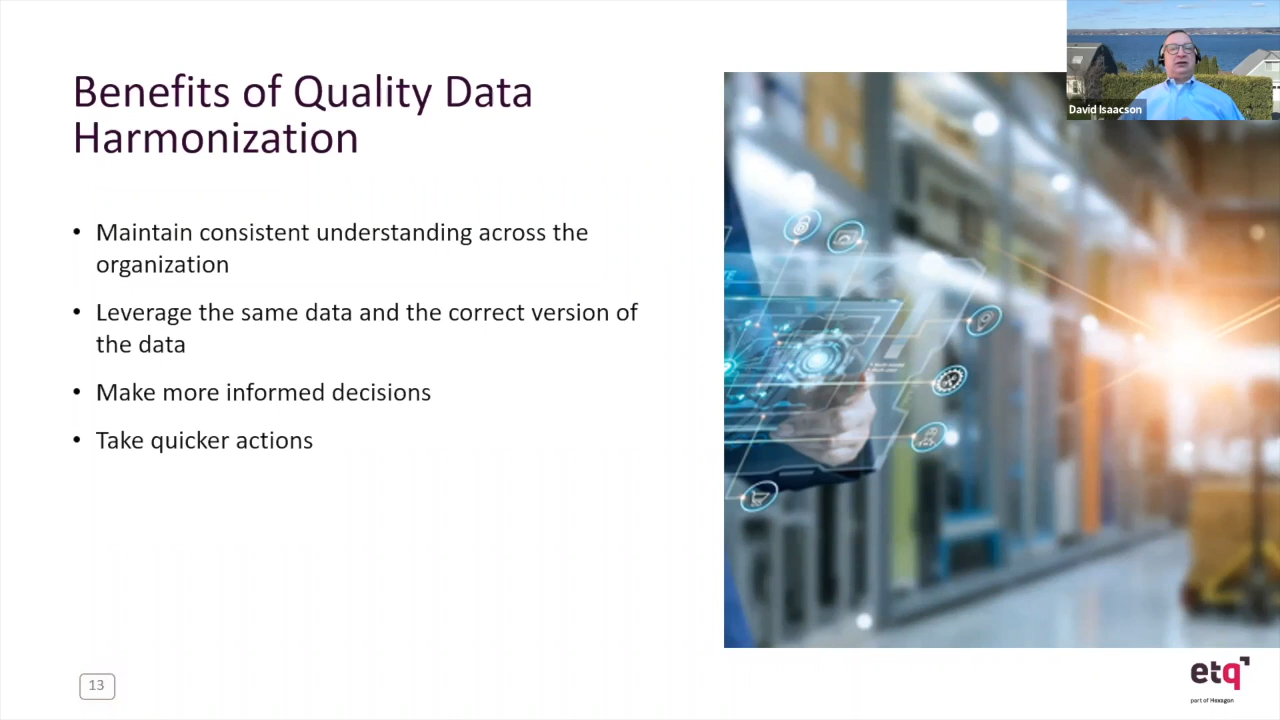 Benefits of Quality Data
Harmonization
• Maintain consistent understanding across the
organization
• Leverage the same data and the correct version of
the data
• Make more informed decisions
• Take quicker actions
David Isaacson
13
etq
part of Hexagon